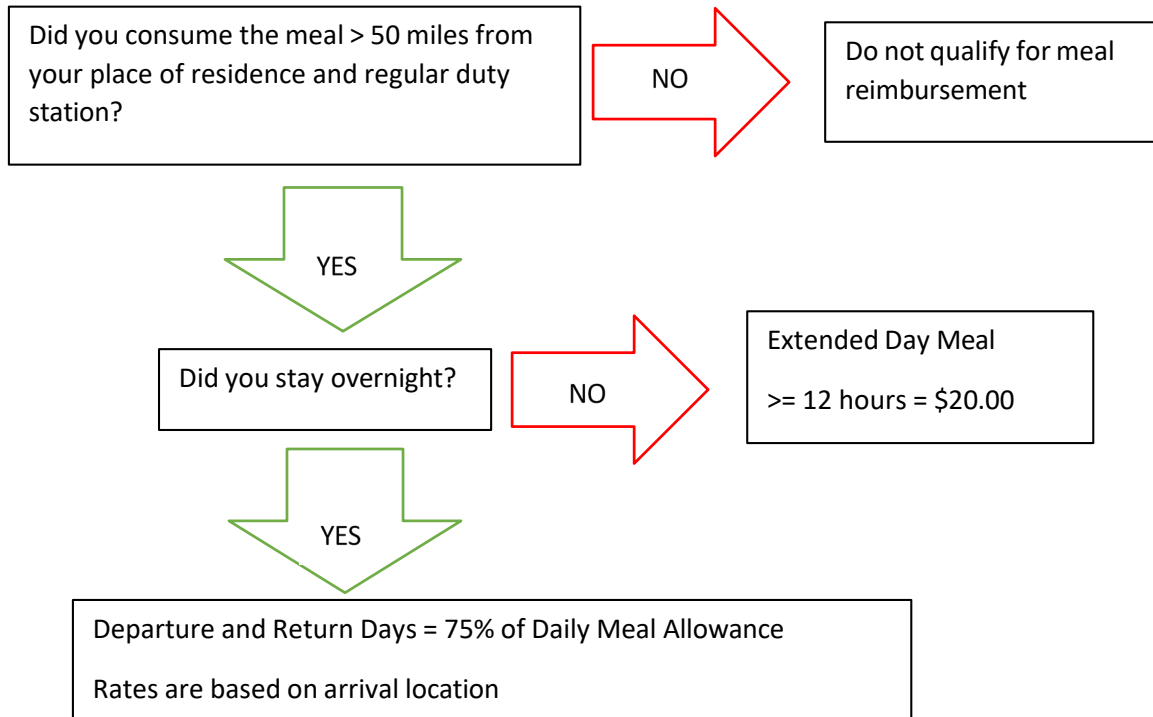 Did you consume the meal > 50 miles from
your place of residence and regular duty
station?
NO
Do not qualify for meal
reimbursement
YES
Did you stay overnight?
NO
Extended Day Meal
>= 12 hours = $20.00
YES
Departure and Return Days = 75% of Daily Meal Allowance
Rates are based on arrival location